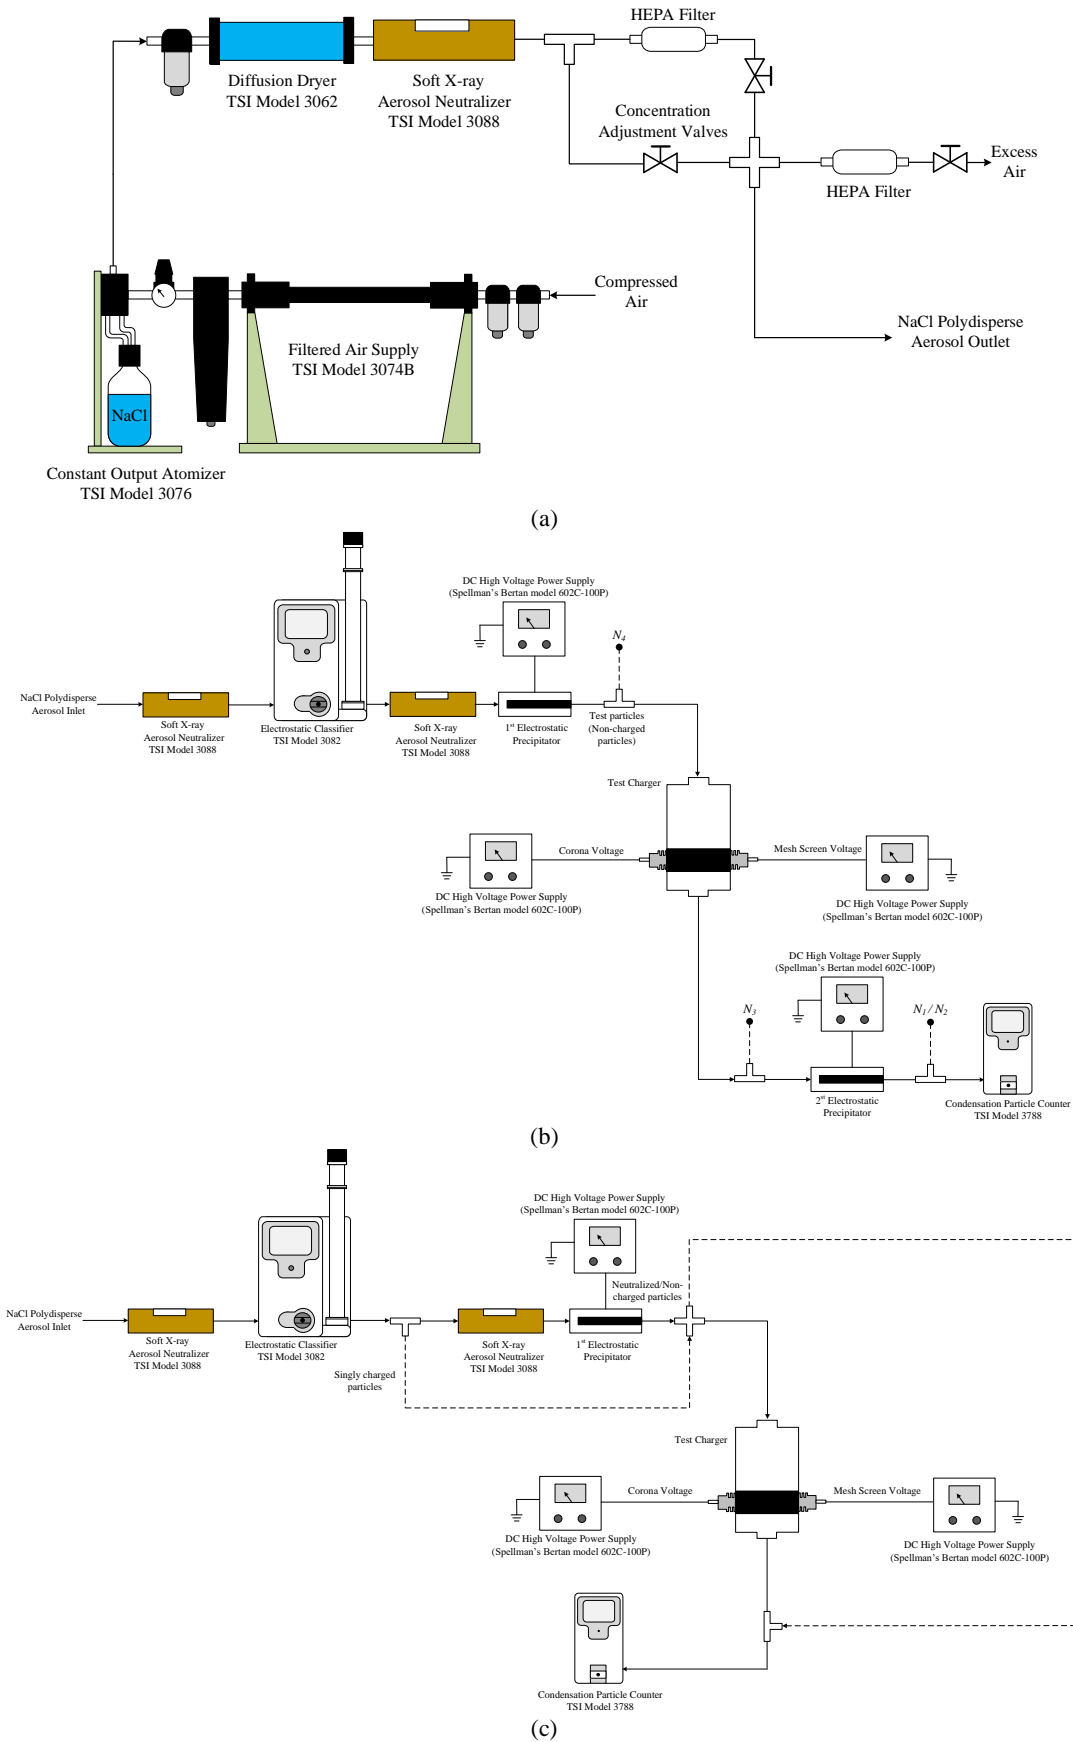 HEPA Filter
Diffusion Dryer
TSI Model 3062
Soft X-ray
Aerosol Neutralizer
TSI Model 3088
Concentration
Adjustment Valves
Excess
Air
HEPA Filter
Compressed
Air
NaCl Polydisperse
Aerosol Outlet
Filtered Air Supply
TSI Model 3074B
NaCl
Constant Output Atomizer
TSI Model 3076
(a)
DC High Voltage Power Supply
(Spellman's Bertan model 602C-100P)
N4
NaCl Polydisperse
Aerosol Inlet
Soft X-ray
Aerosol Neutralizer
TSI Model 3088
Electrostatic Classifier
TSI Model 3082
Soft X-ray
Aerosol Neutralizer
TSI Model 3088
1st Electrostatic
Precipitator
Test particles
(Non-charged
particles)
Test Charger
Corona Voltage
Mesh Screen Voltage
DC High Voltage Power Supply
(Spellman's Bertan model 602C-100P)
DC High Voltage Power Supply
(Spellman's Bertan model 602C-100P)
DC High Voltage Power Supply
(Spellman's Bertan model 602C-100P)
N3
N1/N2
2st Electrostatic
Precipitator
Condensation Particle Counter
TSI Model 3788
(b)
DC High Voltage Power Supply
(Spellman's Bertan model 602C-100P)
Neutralized/Non-
charged particles
NaCl Polydisperse
Aerosol Inlet
Soft X-ray
Aerosol Neutralizer
TSI Model 3088
Electrostatic Classifier
TSI Model 3082
Singly charged
particles
Soft X-ray
Aerosol Neutralizer
TSI Model 3088
1st Electrostatic
Precipitator
Test Charger
Corona Voltage
Mesh Screen Voltage
DC High Voltage Power Supply
(Spellman's Bertan model 602C-100P)
DC High Voltage Power Supply
(Spellman's Bertan model 602C-100P)
Condensation Particle Counter
TSI Model 3788
(c)